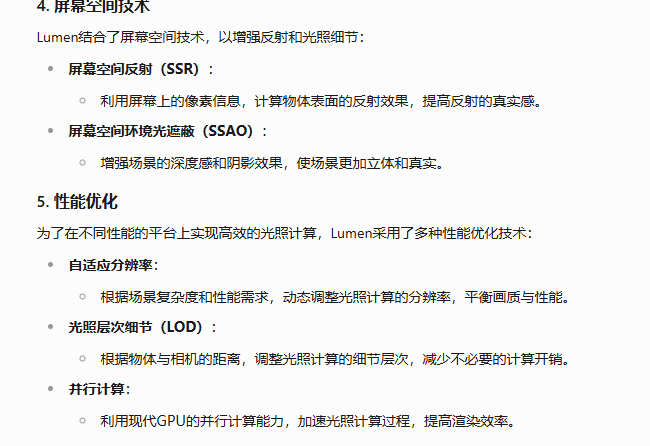 4. 屏幕空间技术
Lumen结合了屏幕空间技术，以增强反射和光照细节：
屏幕空间反射（SSR）：
利用屏幕上的像素信息，计算物体表面的反射效果，提高反射的真实感。
屏幕空间环境光遮蔽（SSAO）：
增强场景的深度感和阴影效果，使场景更加立体和真实。
5. 性能优化
为了在不同性能的平台上实现高效的光照计算，Lumen采用了多种性能优化技术：
自适应分辨率：
根据场景复杂度和性能需求，动态调整光照计算的分辨率，平衡画质与性能。
光照层次细节（LOD）：
根据物体与相机的距离，调整光照计算的细节层次，减少不必要的计算开销。
并行计算：
利用现代GPU的并行计算能力，加速光照计算过程，提高渲染效率。